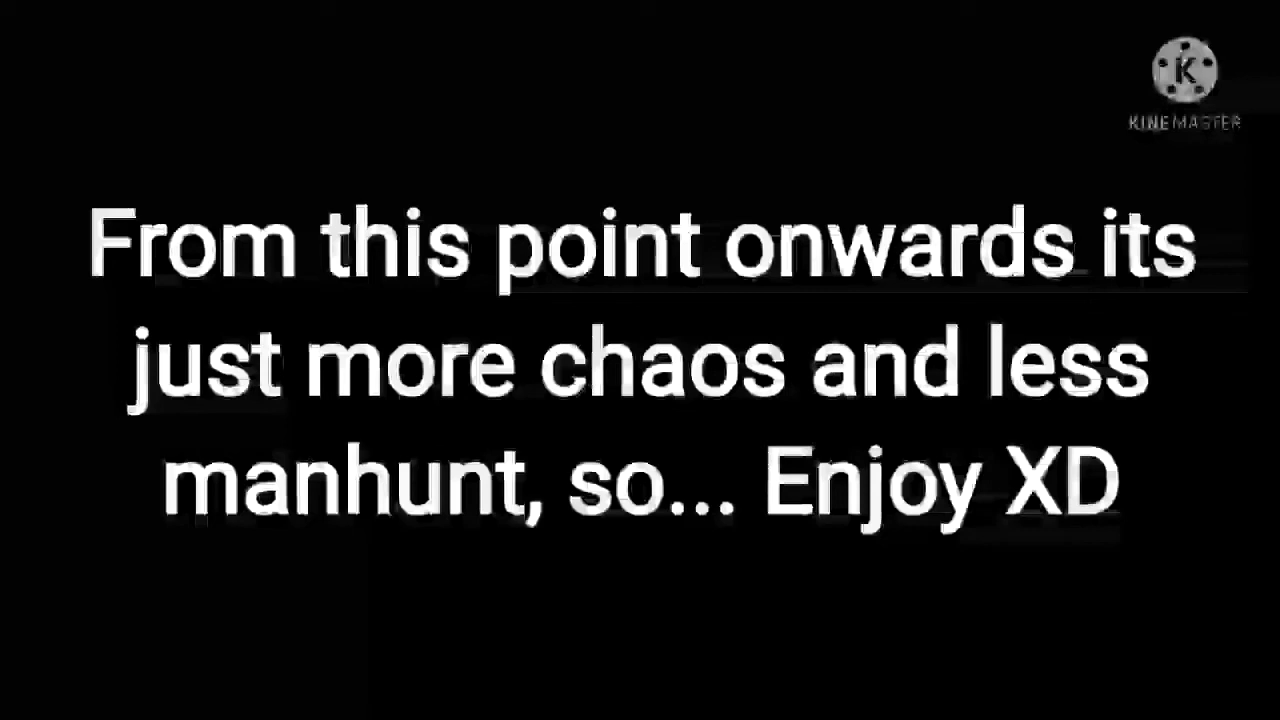 K
KINEMASTER
From this point onwards its
just more chaos and less
manhunt, so... Enjoy XD